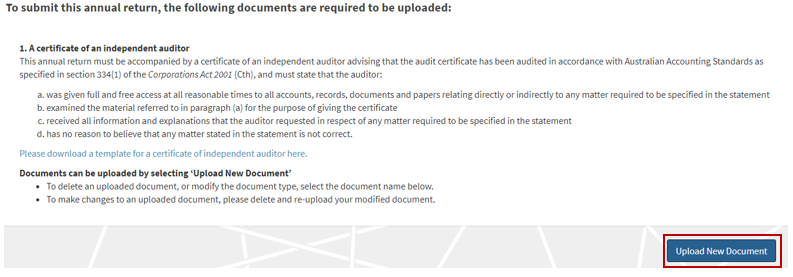 To submit this annual return, the following documents are required to be uploaded:
1. A certificate of an independent auditor
This annual return must be accompanied by a certificate of an independent auditor advising that the audit certificate has been audited in accordance with Australian Accounting Standards as
specified in section 334(1) of the Corporations Act 2001 (Cth), and must state that the auditor:
a. was given full and free access at all reasonable times to all accounts, records, documents and papers relating directly or indirectly to any matter required to be specified in the statement
b. examined the material referred to in paragraph (a) for the purpose of giving the certificate
c. received all information and explanations that the auditor requested in respect of any matter required to be specified in the statement
d. has no reason to believe that any matter stated in the statement is not correct.
Please download a template for a certificate of independent auditor here.
Documents can be uploaded by selecting ‘Upload New Document’
• To delete an uploaded document, or modify the document type, select the document name below.
• To make changes to an uploaded document, please delete and re-upload your modified document.
Upload New Document